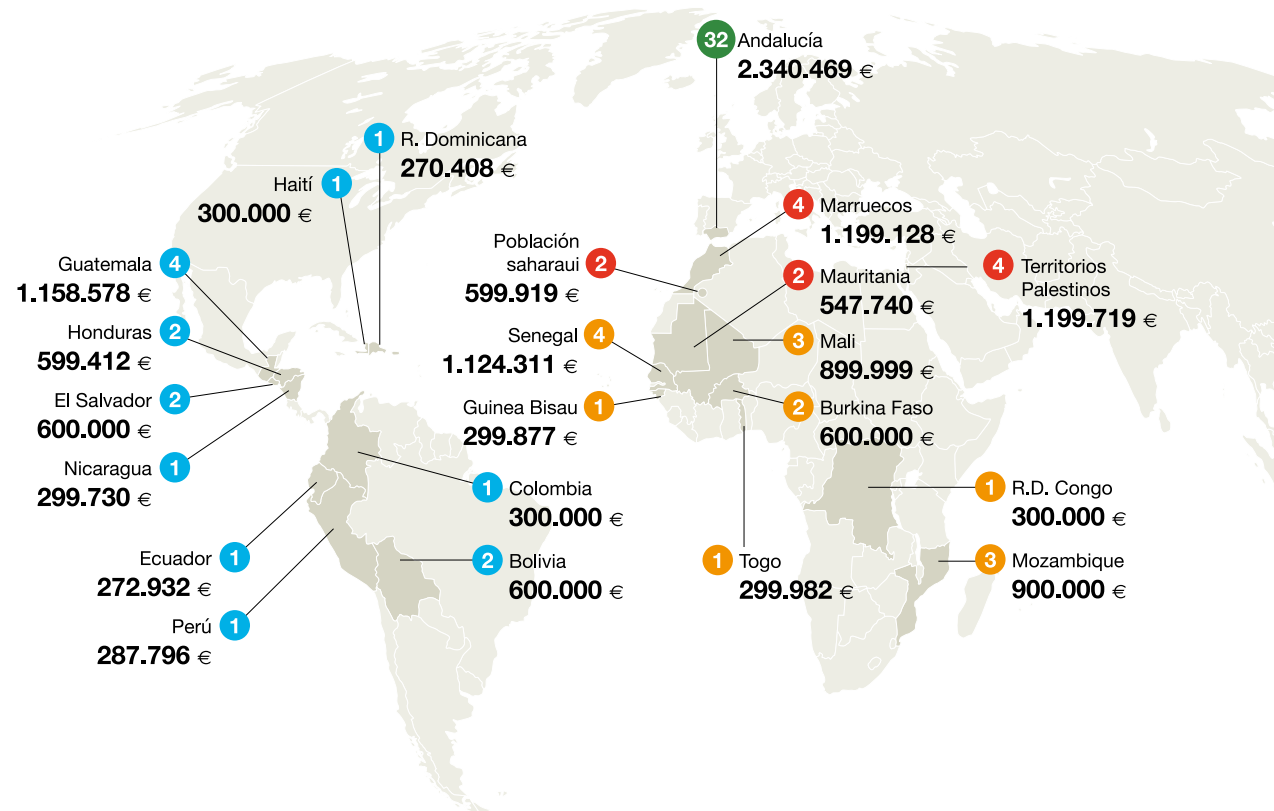 32 Andalucía
2.340.469 €
1 R. Dominicana
270.408 €
Haití 1
300.000 €
Guatemala 4
1.158.578 €
Honduras 2
599.412 €
El Salvador 2
600.000 €
Nicaragua 1
299.730 €
Ecuador 1
272.932 €
Perú 1
287.796 €
1 Colombia
300.000 €
2 Bolivia
600.000 €
Población
saharaui 2
599.919 €
Senegal 4
1.124.311 €
Guinea Bisau 1
299.877 €
4 Marruecos
1.199.128 €
2 Mauritania
547.740 €
3 Mali
899.999 €
2 Burkina Faso
600.000 €
4 Territorios
Palestinos
1.199.719 €
1 Togo
299.982 €
1 R.D. Congo
300.000 €
3 Mozambique
900.000 €